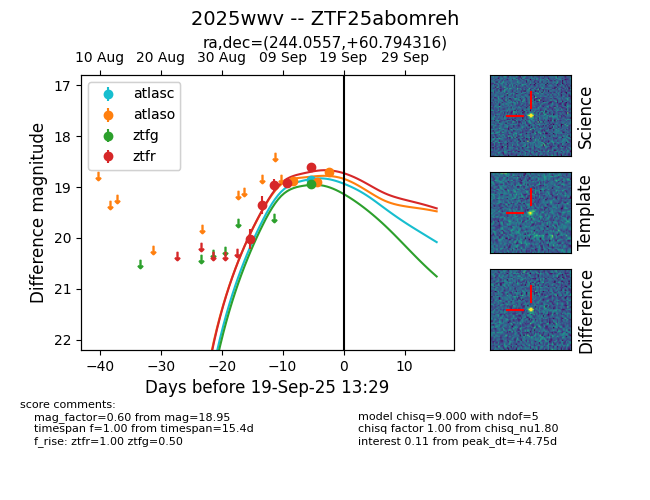 2025wwv -- ZTF25abomreh
ra,dec=(244.0557,+60.794316)
10 Aug 20 Aug 30 Aug 09 Sep 19 Sep 29 Sep
17
18
19
20
21
22
Difference magnitude
atlasc
atlaso
ztfg
ztfr
−40 −30 −20 −10 0 10
Days before 19-Sep-25 13:29
Science
Template
Difference
score comments:
mag_factor=0.60 from mag=18.95
timespan f=1.00 from timespan=15.4d
f_rise: ztfr=1.00 ztfg=0.50
model chisq=9.000 with ndof=5
chisq factor 1.00 from chisq_nu1.80
interest 0.11 from peak_dt=+4.75d